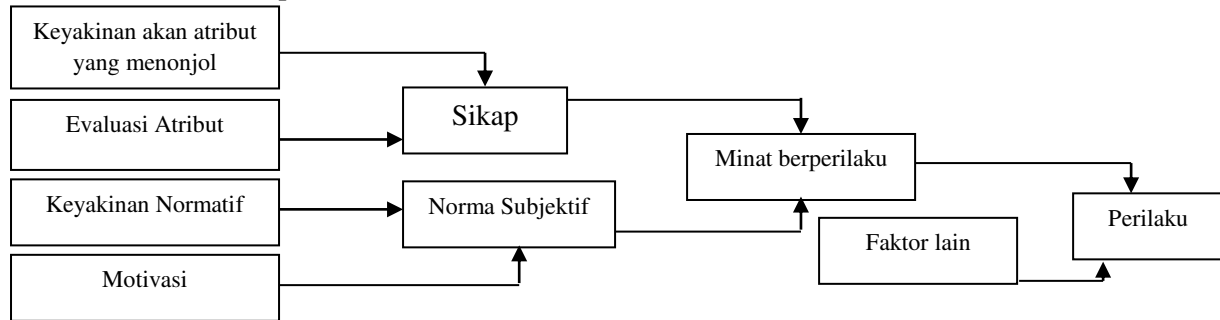 Keyakinan akan atribut
yang menonjol
Evaluasi Atribut
Sikap
Minat berperilaku
Keyakinan Normatif
Norma Subjektif
Perilaku
Faktor lain
Motivasi